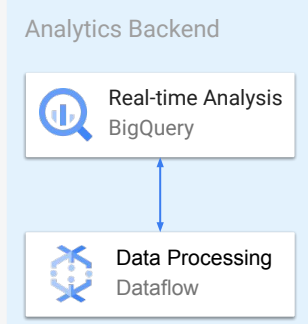 Analytics Backend
Real-time Analysis
BigQuery
Data Processing
Dataflow